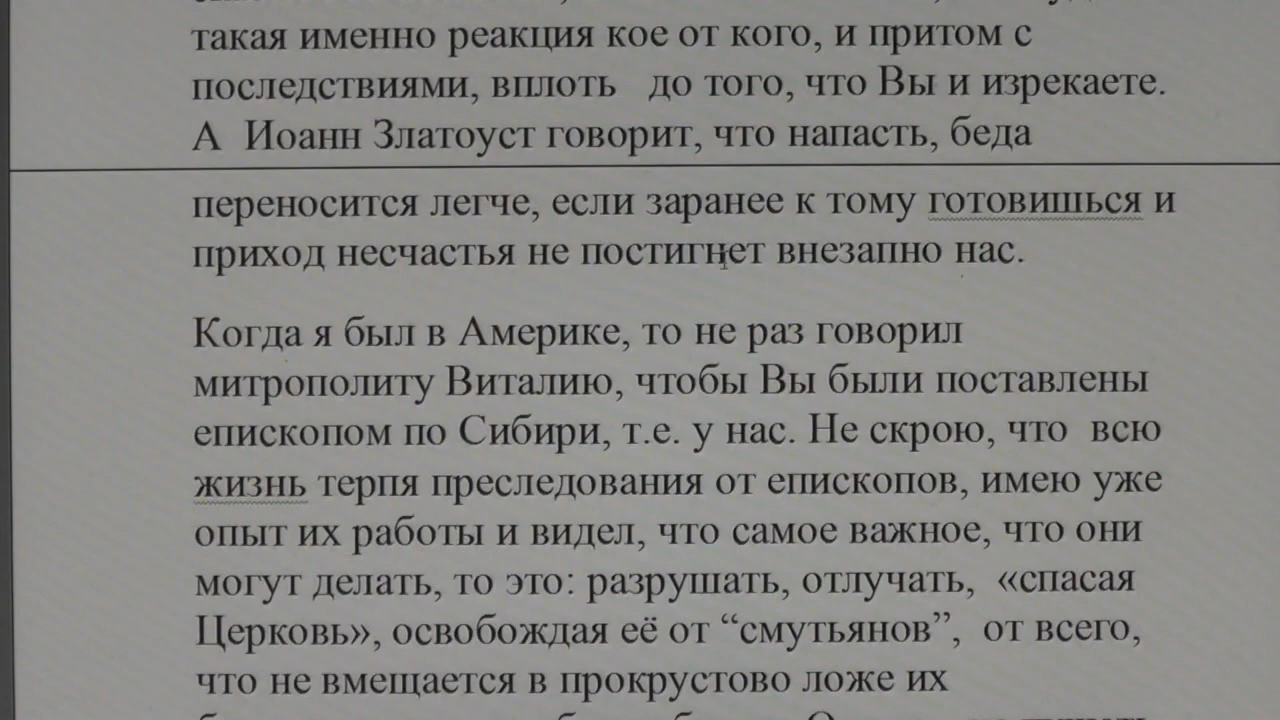 такая именно реакция кое от кого, и притом с
последствиями, вплоть   до того, что Вы и изрекаете.
А  Иоанн Златоуст говорит, что напасть, беда
переносится легче, если заранее к тому готовишься и
приход несчастья не постигнет внезапно нас.
Когда я был в Америке, то не раз говорил
митрополиту Виталию, чтобы Вы были поставлены
епископом по Сибири, т.е. у нас. Не скрою, что  всю
жизнь терпя преследования от епископов, имею уже
опыт их работы и видел, что самое важное, что они
могут делать, то это: разрушать, отлучать,  «спасая
Церковь», освобождая её от “смутьянов”,  от всего,
что не вмещается в прокрустово ложе их